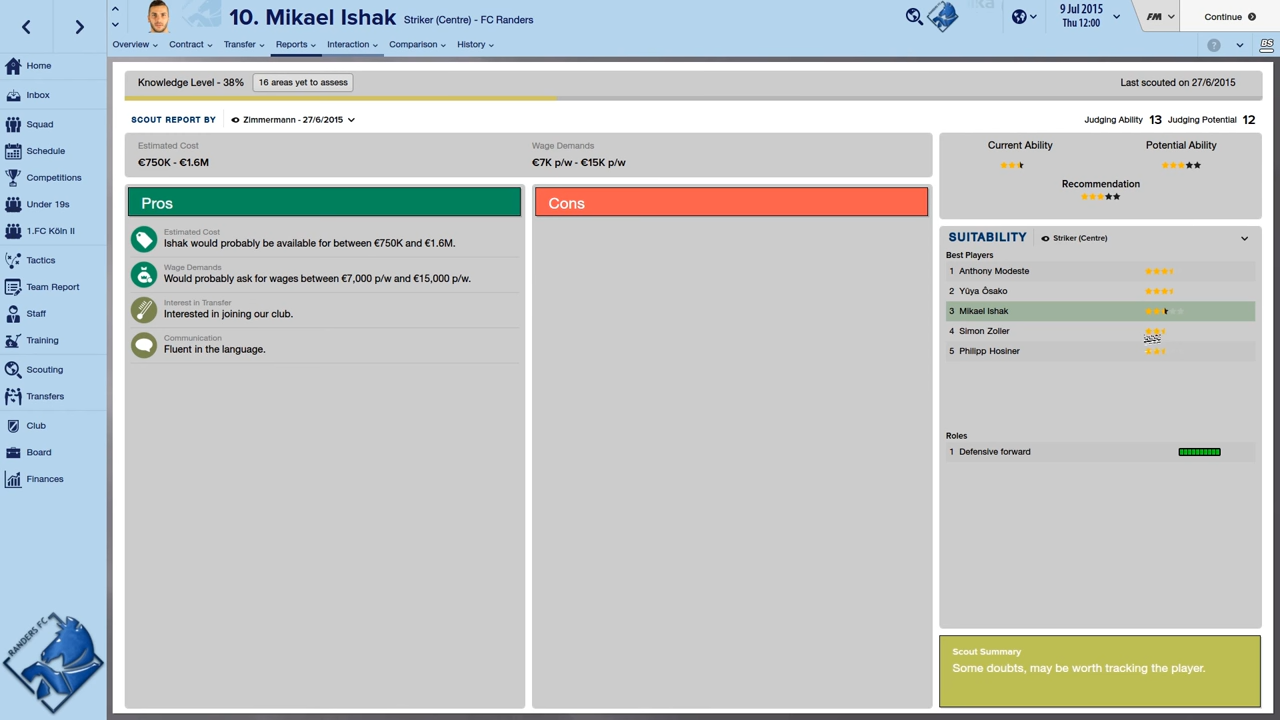 10. Mikael Ishak Striker (Centre) - FC Randers
9 Jul 2015
Thu 12:00
FM
Continue
Overview Contract Transfer Reports Interaction Comparison History
?
Home
Inbox
Squad
Schedule
Competitions
Under 19s
1.FC Köln II
Tactics
Team Report
Staff
Training
Scouting
Transfers
Club
Board
Finances
RANDERS FC
Knowledge Level - 38% 16 areas yet to assess Last scouted on 27/6/2015
SCOUT REPORT BY Zimmermann - 27/6/2015 Judging Ability 13 Judging Potential 12
Estimated Cost Wage Demands
€750K - €1.6M €7K p/w - €15K p/w
Current Ability Potential Ability
Recommendation
Pros
Estimated Cost
Ishak would probably be available for between €750K and €1.6M.
Wage Demands
Would probably ask for wages between €7,000 p/w and €15,000 p/w.
Interest in Transfer
Interested in joining our club.
Communication
Fluent in the language.
Cons
SUITABILITY Striker (Centre)
Best Players
1 Anthony Modeste
2 Yūya Ōsako
3 Mikael Ishak
4 Simon Zoller
5 Philipp Hosiner
Roles
1 Defensive forward
Scout Summary
Some doubts, may be worth tracking the player.